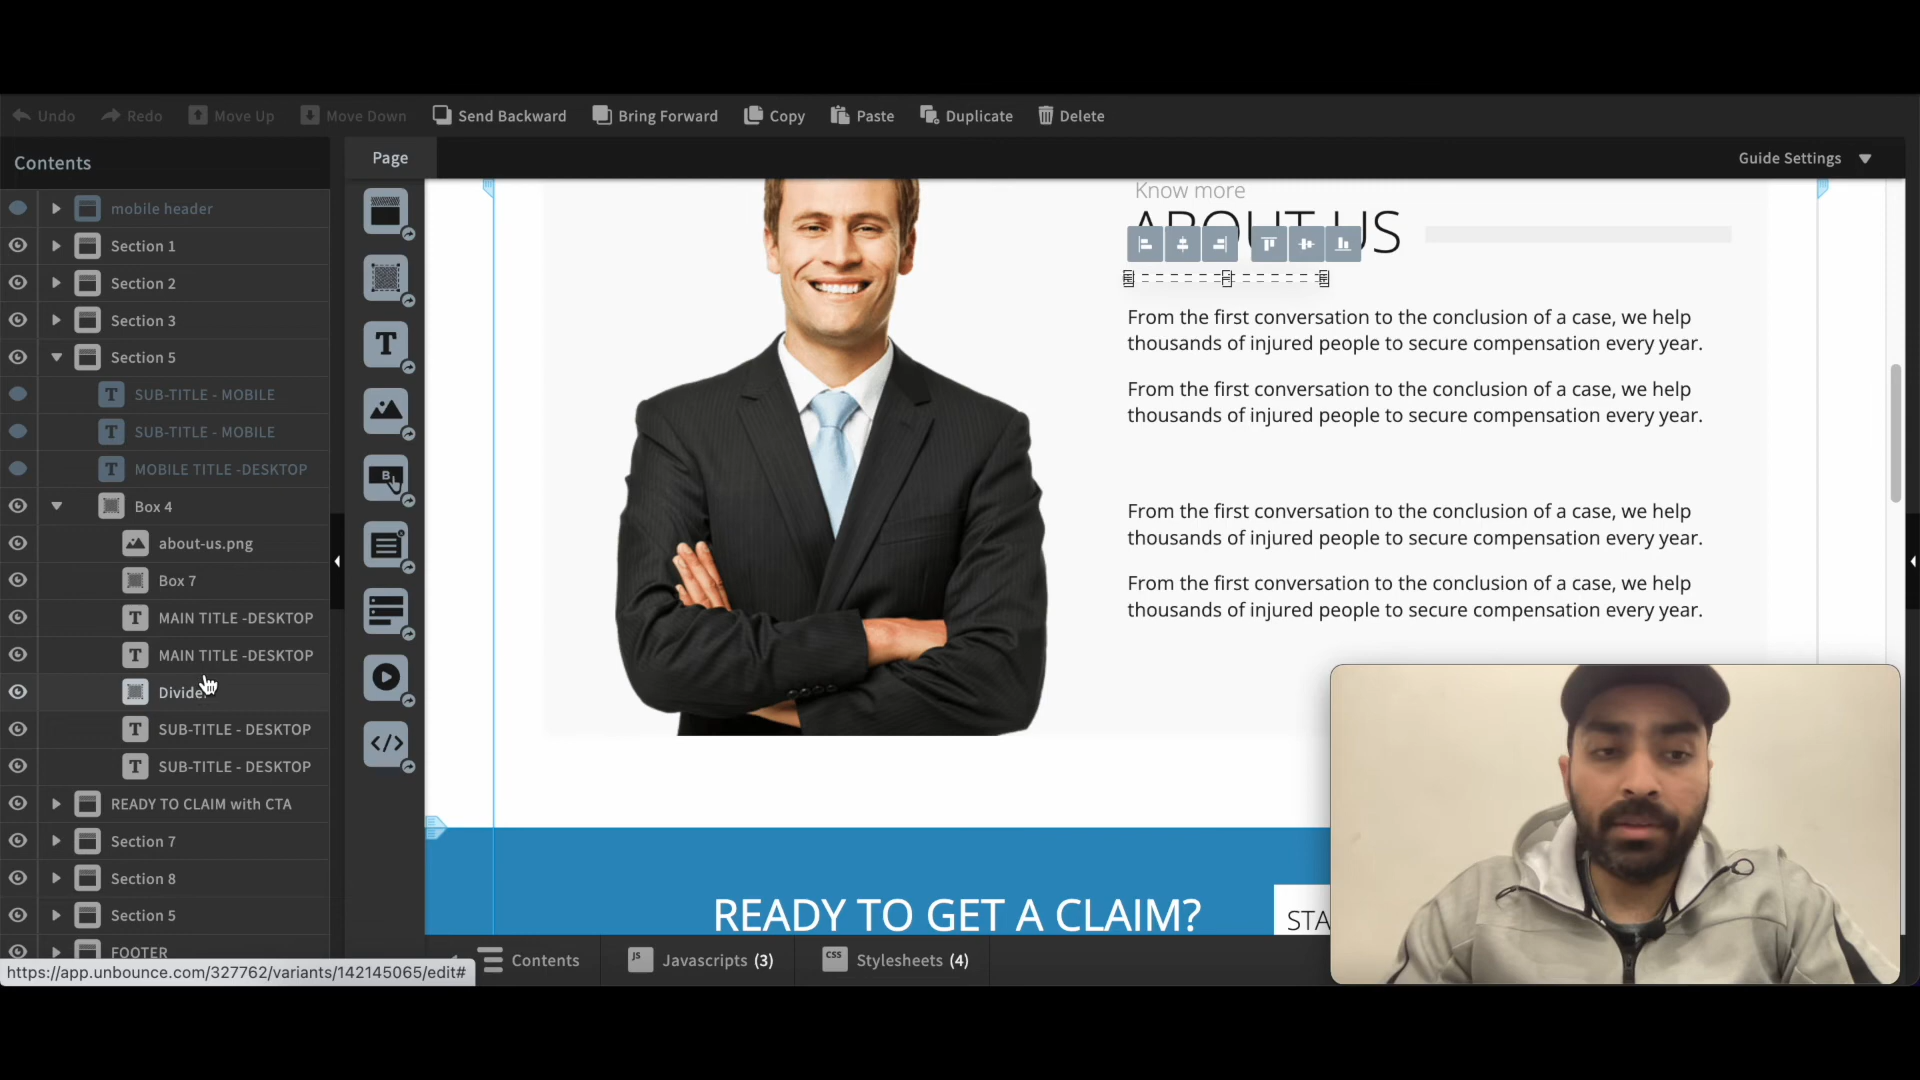 Undo Redo Move Up Move Down Send Backward Bring Forward Copy Paste Duplicate Delete
Contents
Page
Guide Settings
mobile header
Section 1
Section 2
Section 3
Section 5
SUB-TITLE - MOBILE
SUB-TITLE - MOBILE
MOBILE TITLE -DESKTOP
Box 4
about-us.png
Box 7
MAIN TITLE -DESKTOP
MAIN TITLE -DESKTOP
Divider
SUB-TITLE - DESKTOP
SUB-TITLE - DESKTOP
READY TO CLAIM with CTA
Section 7
Section 8
Section 5
FOOTER
https://app.unbounce.com/327762/variants/142145065/edit#
T
B
</>
Know more
ABOUT US
From the first conversation to the conclusion of a case, we help
thousands of injured people to secure compensation every year.
From the first conversation to the conclusion of a case, we help
thousands of injured people to secure compensation every year.
From the first conversation to the conclusion of a case, we help
thousands of injured people to secure compensation every year.
From the first conversation to the conclusion of a case, we help
thousands of injured people to secure compensation every year.
READY TO GET A CLAIM?
STA
Contents JS Javascripts (3) CSS Stylesheets (4)